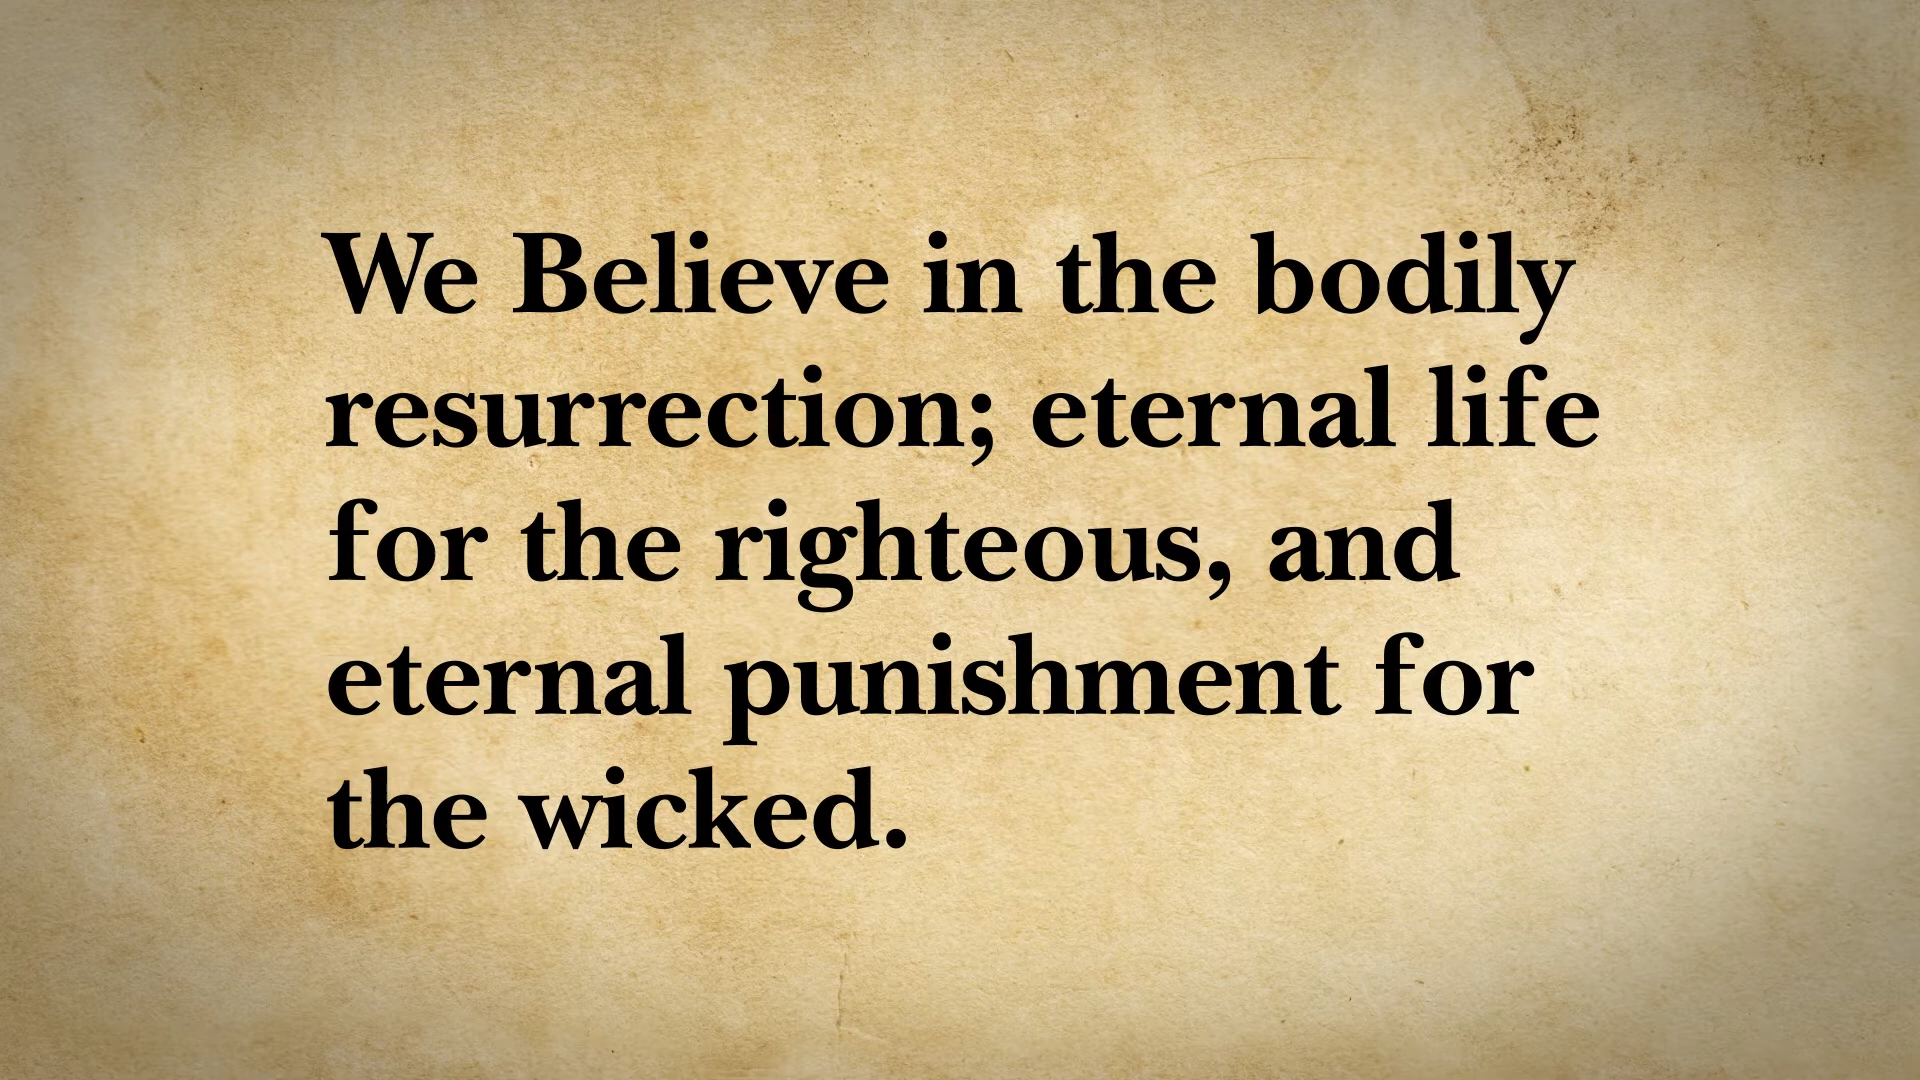 We Believe in the bodily
resurrection; eternal life
for the righteous, and
eternal punishment for
the wicked.